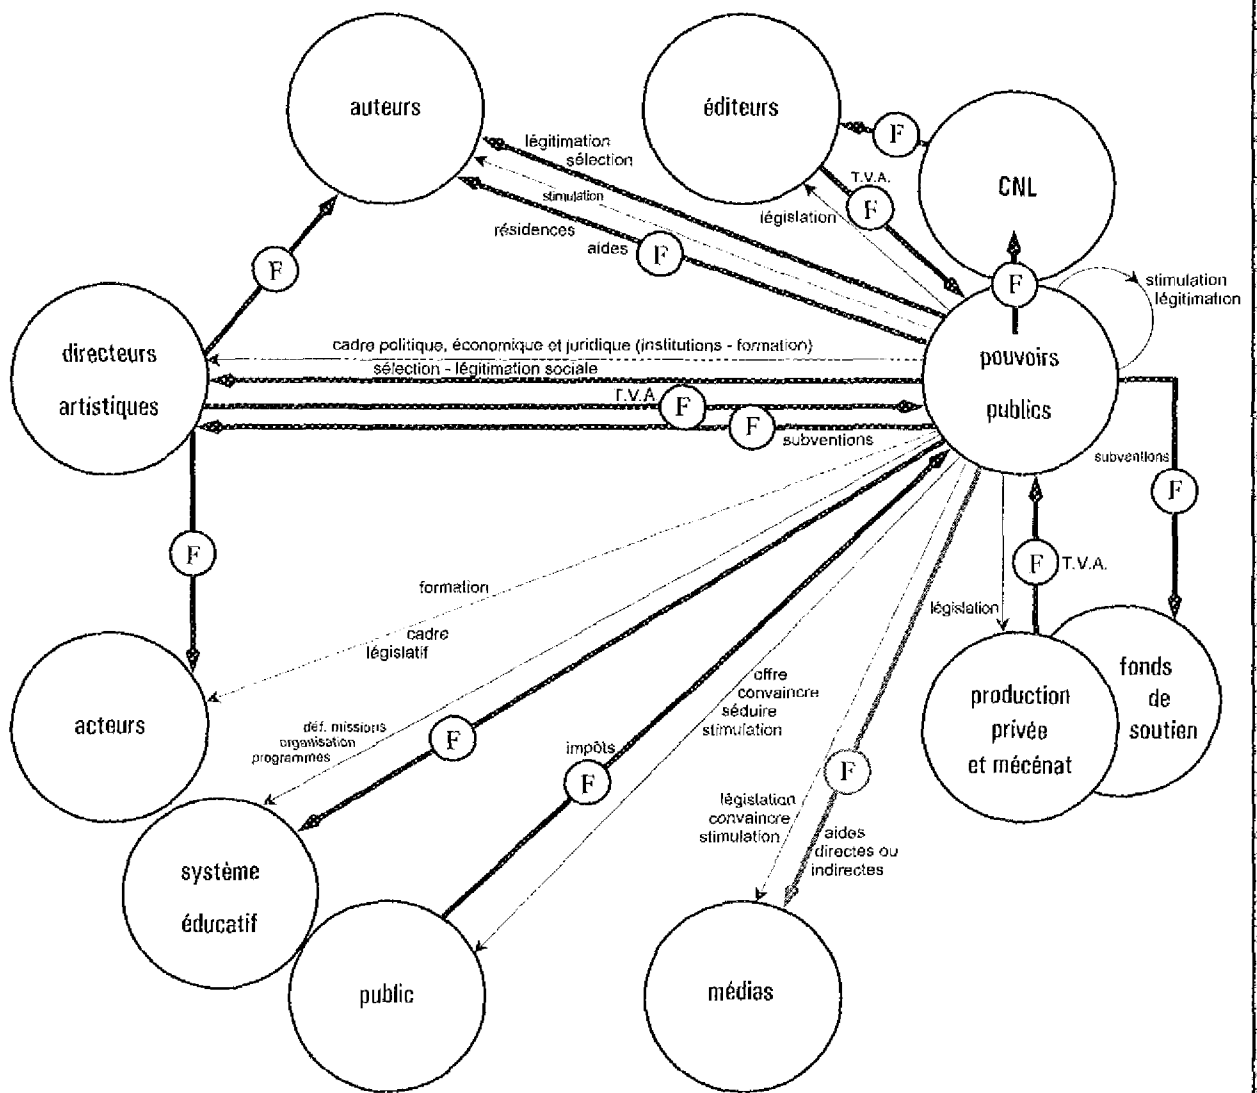 auteurs
éditeurs
CNL
F
légitimation
sélection
stimulation
résidences
aides
F
T.V.A.
F
législation
F
F
stimulation
légitimation
directeurs
artistiques
pouvoirs
publics
cadre politique, économique et juridique (institutions - formation)
sélection - légitimation sociale
T.V.A
F
F
subventions
subventions
F
F
formation
cadre
législatif
F
T.V.A.
législation
acteurs
déf. missions
organisation
programmes
F
impôts
F
offre
convaincre
séduire
stimulation
F
législation
convaincre
stimulation
aides
directes ou
indirectes
production
privée
et mécénat
fonds
de
soutien
système
éducatif
public
médias